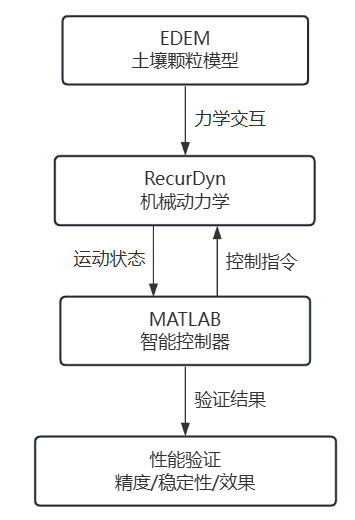 EDEM
土壤颗粒模型
力学交互
RecurDyn
机械动力学
运动状态
控制指令
MATLAB
智能控制器
验证结果
性能验证
精度/稳定性/效果